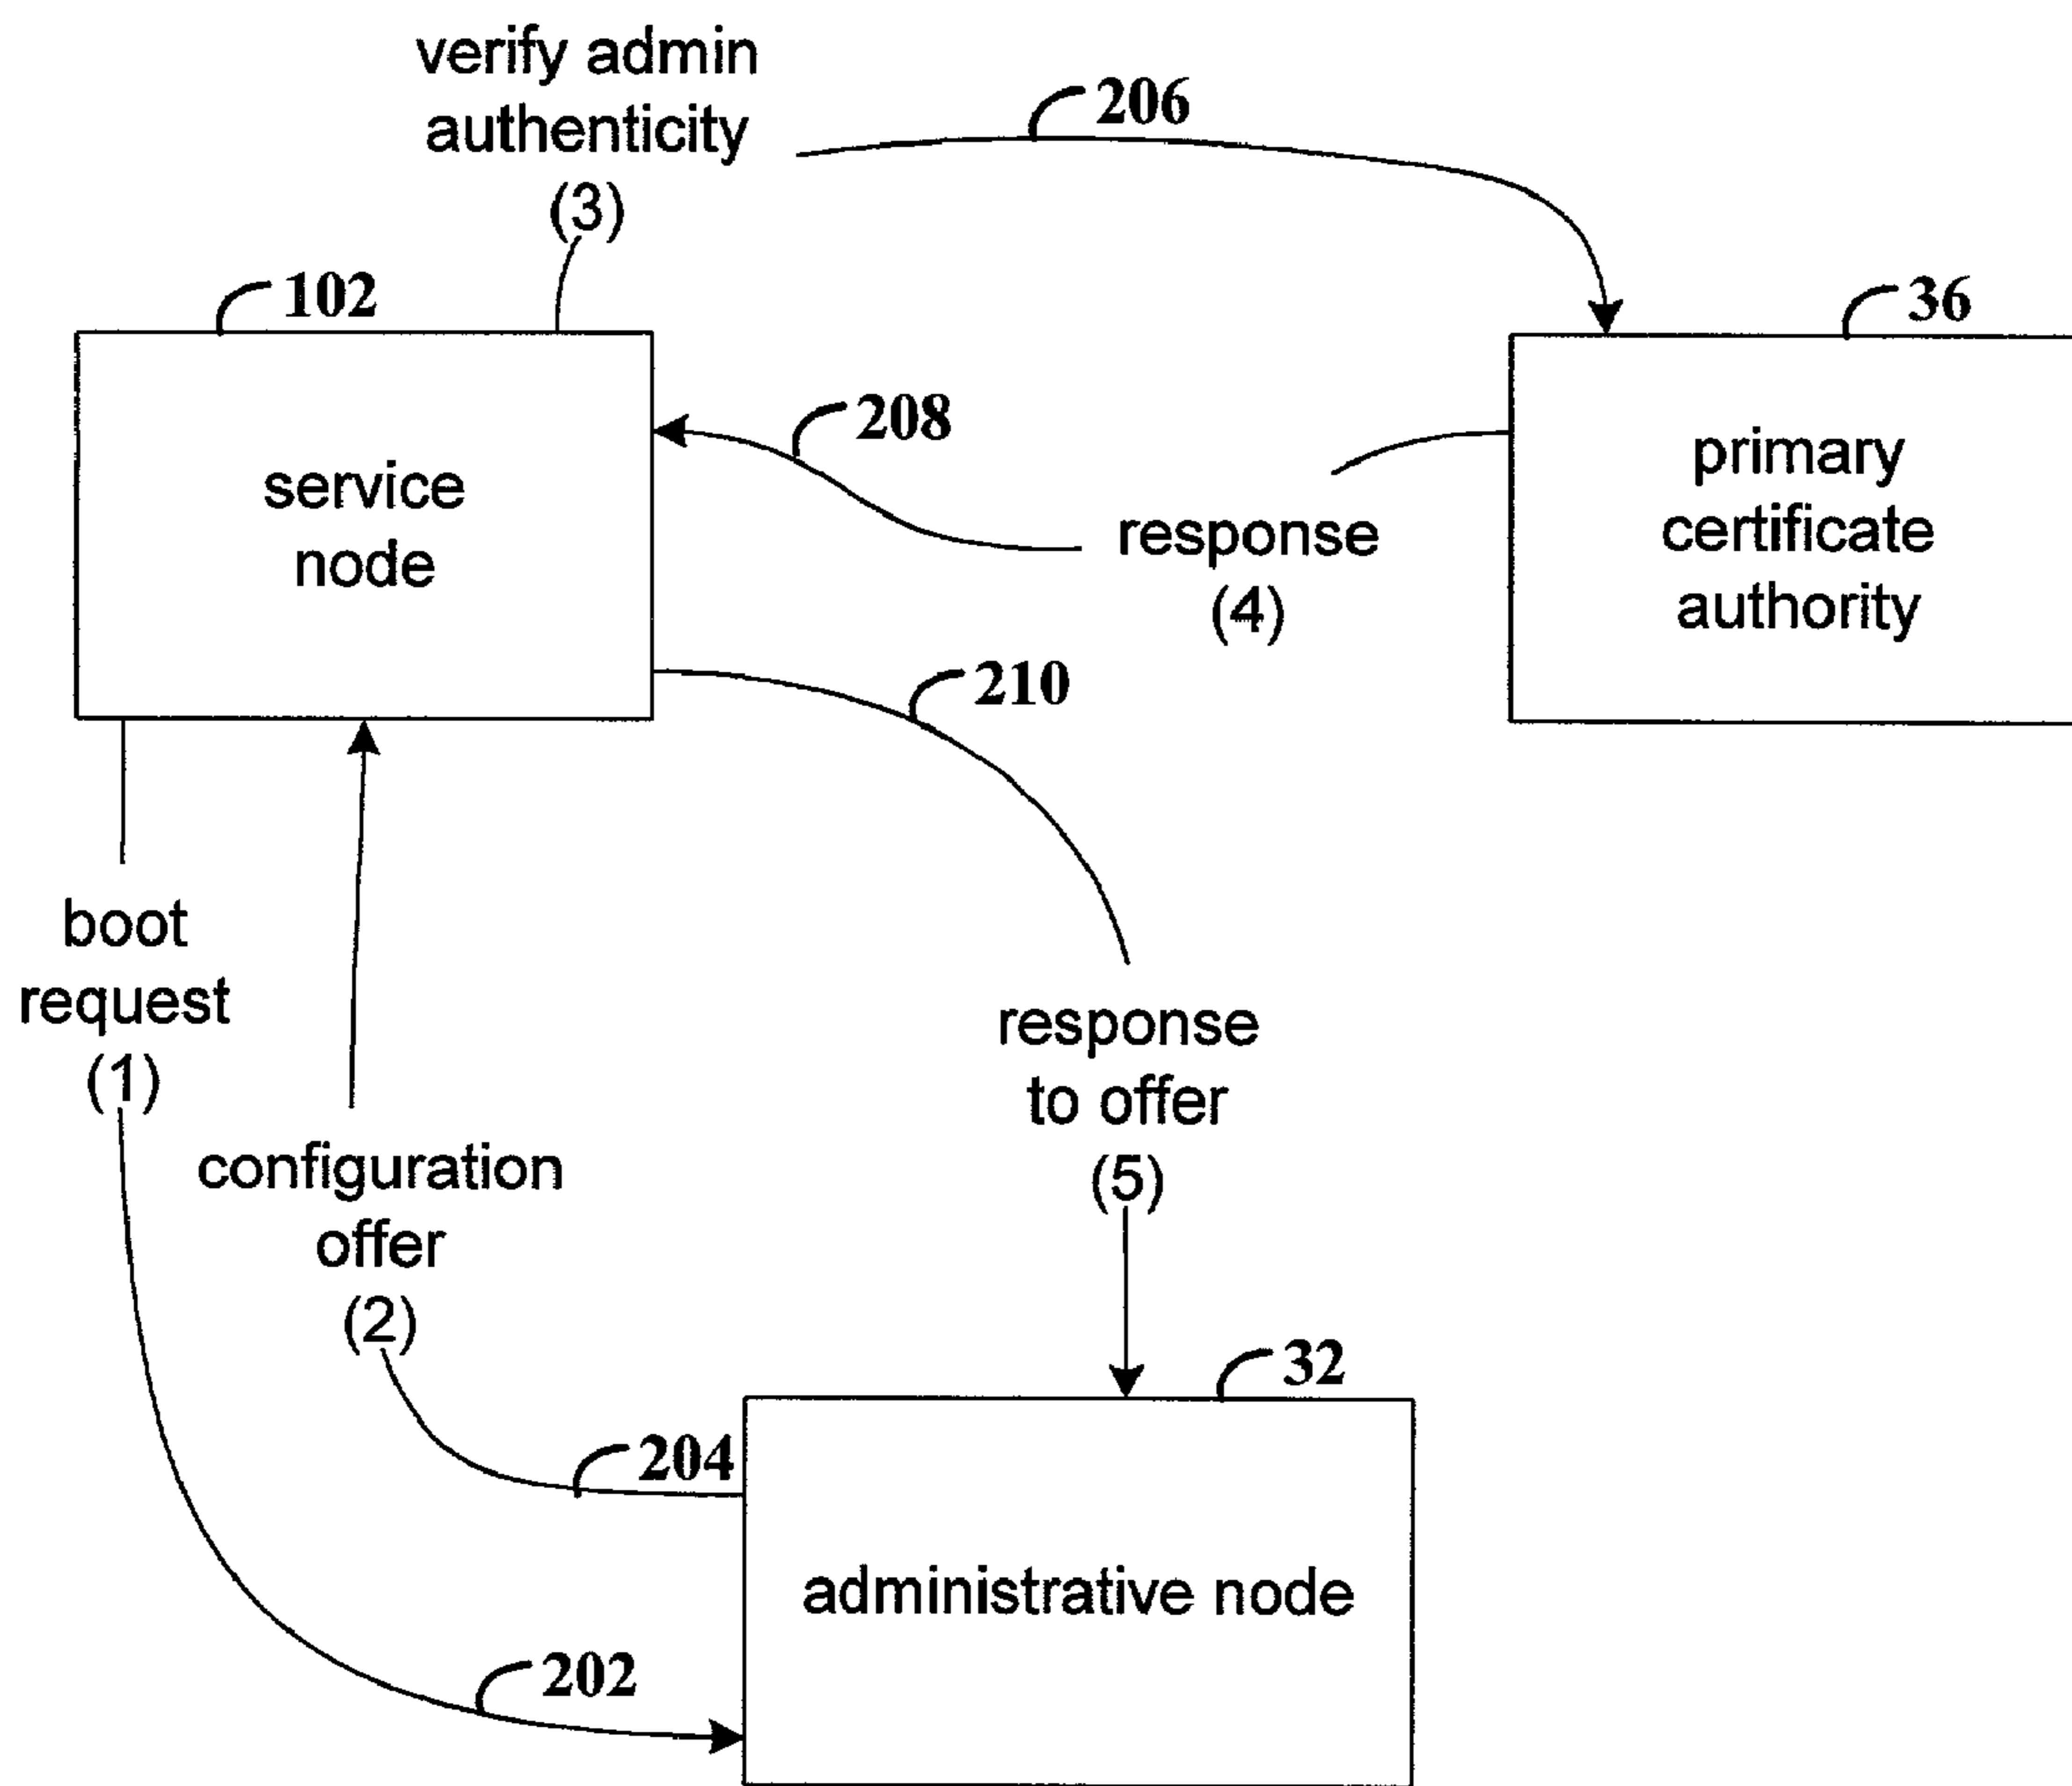 verify admin
authenticity
(3)
206
102
36
208
service
node
primary
certificate
authority
response
(4)
210
boot
request
(1)
response
to offer
(5)
configuration
offer
(2)
32
204
administrative node
202